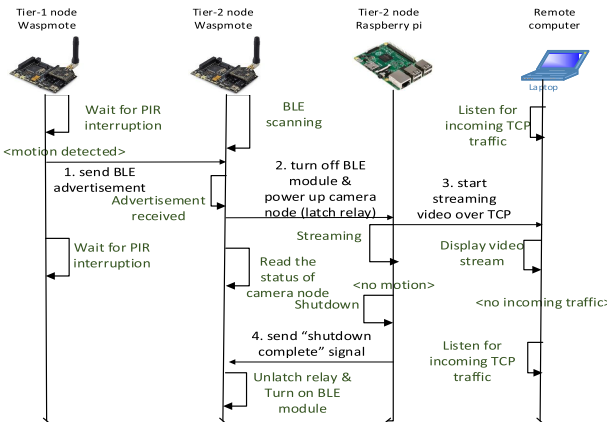 Tier-1 node
Waspmote
Tier-2 node
Waspmote
Tier-2 node
Raspberry pi
Remote
computer
Laptop
Wait for PIR
interruption
BLE
scanning
Listen for
incoming TCP
traffic
<motion detected>
1. send BLE
advertisement
2. turn off BLE
module &
power up camera
node (latch relay)
3. start
streaming
video over TCP
Advertisement
received
Streaming
Wait for PIR
interruption
Read the
status of
camera node
Display video
stream
<no motion>
Shutdown
<no incoming traffic>
4. send “shutdown
complete” signal
Listen for
incoming TCP
traffic
Unlatch relay &
Turn on BLE
module